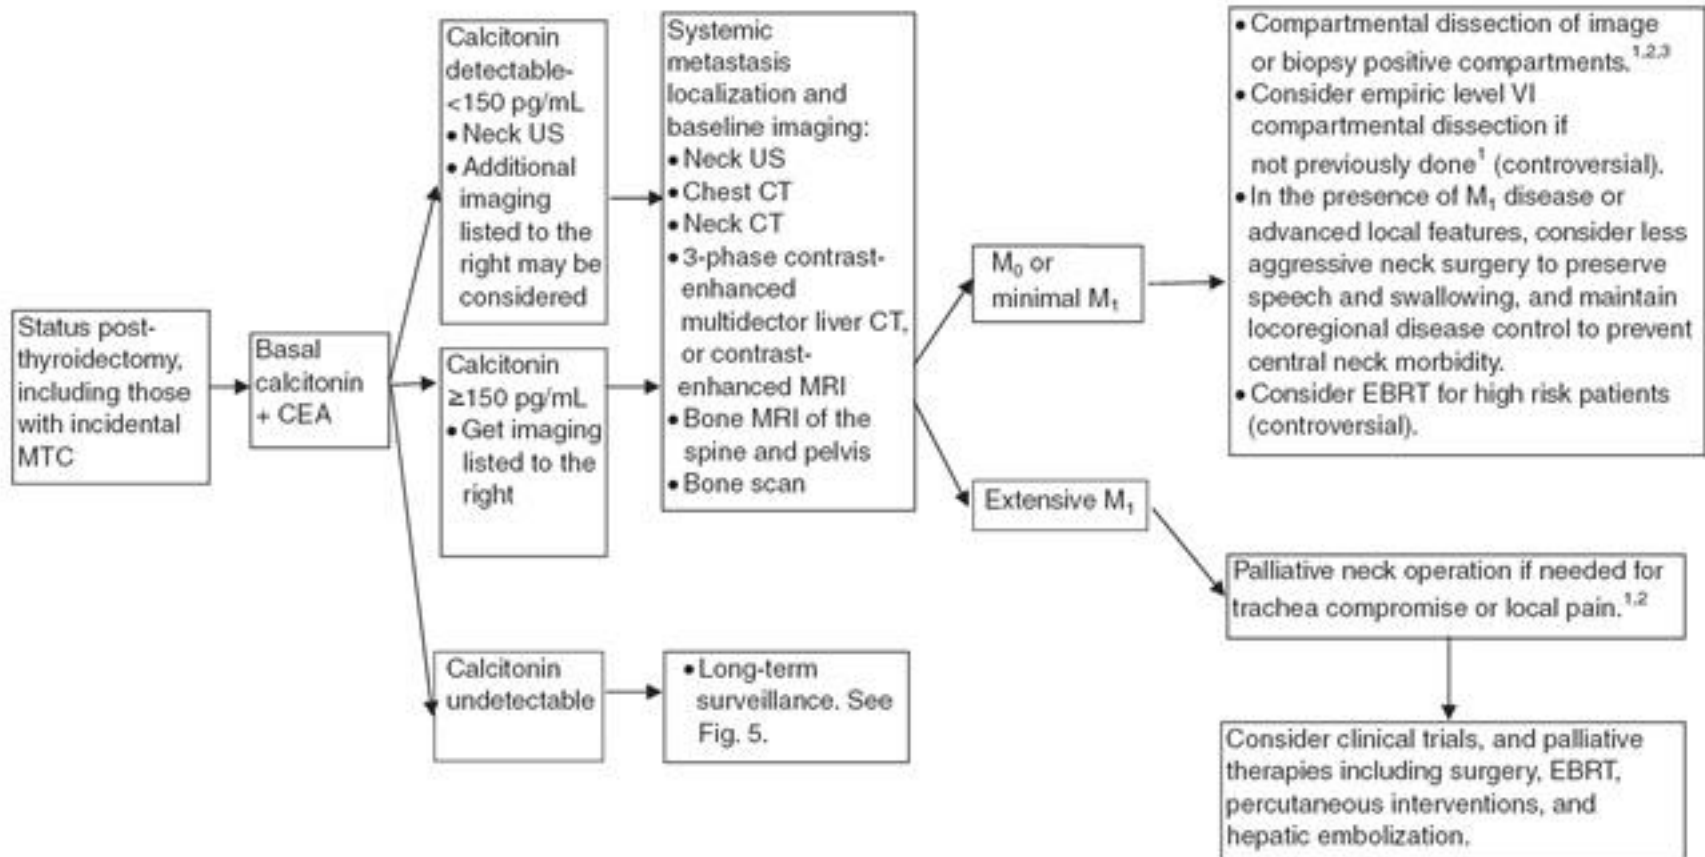 Status post-
thyroidectomy,
including those
with incidental
MTC
Basal
calcitonin
+ CEA
Calcitonin
detectable-
<150 pg/mL
• Neck US
• Additional
imaging
listed to the
right may be
considered
Calcitonin
≥150 pg/mL
• Get imaging
listed to the
right
Calcitonin
undetectable
Systemic
metastasis
localization and
baseline imaging:
• Neck US
• Chest CT
• Neck CT
• 3-phase contrast-
enhanced
multidector liver CT,
or contrast-
enhanced MRI
• Bone MRI of the
spine and pelvis
• Bone scan
• Long-term
surveillance. See
Fig. 5.
M₀ or
minimal M₁
Extensive M₁
• Compartmental dissection of image
or biopsy positive compartments.¹,²,³
• Consider empiric level VI
compartmental dissection if
not previously done¹ (controversial).
• In the presence of M₁ disease or
advanced local features, consider less
aggressive neck surgery to preserve
speech and swallowing, and maintain
locoregional disease control to prevent
central neck morbidity.
• Consider EBRT for high risk patients
(controversial).
Palliative neck operation if needed for
trachea compromise or local pain.¹,²
Consider clinical trials, and palliative
therapies including surgery, EBRT,
percutaneous interventions, and
hepatic embolization.